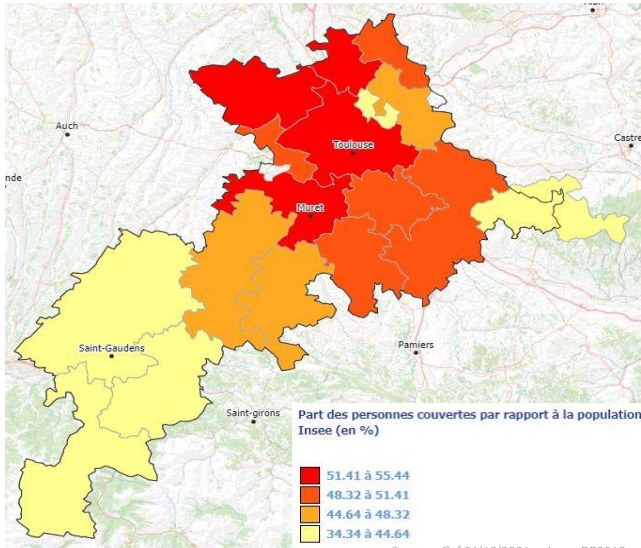 Auch
Castre
Toulouse
nde
Muret
Saint-Gaudens
Pamiers
Saint-girons
Part des personnes couvertes par rapport à la population
Insee (en %)
51.41 à 55.44
48.32 à 51.41
44.64 à 48.32
34.34 à 44.64